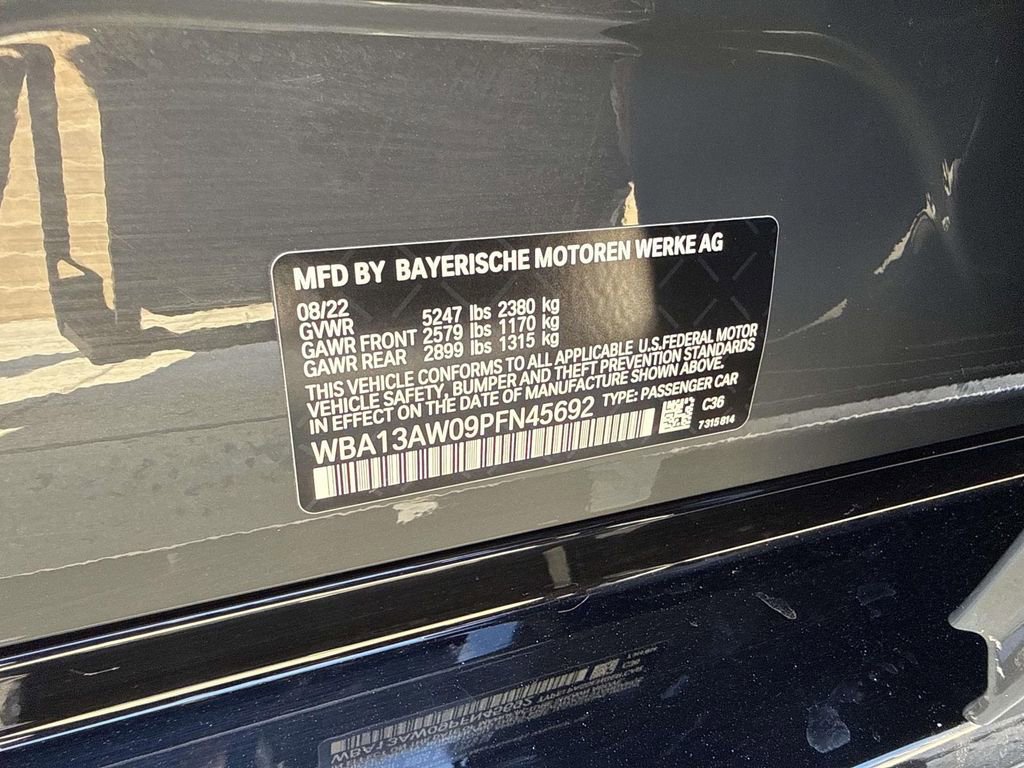 MFD BY BAYERISCHE MOTOREN WERKE AG
08/22
GVWR 5247 lbs 2380 kg
GAWR FRONT 2579 lbs 1170 kg
GAWR REAR 2899 lbs 1315 kg
THIS VEHICLE CONFORMS TO ALL APPLICABLE U.S.FEDERAL MOTOR
VEHICLE SAFETY, BUMPER AND THEFT PREVENTION STANDARDS
IN EFFECT ON THE DATE OF MANUFACTURE SHOWN ABOVE.
WBA13AW09PFN45692 TYPE: PASSENGER CAR
C36
7315814